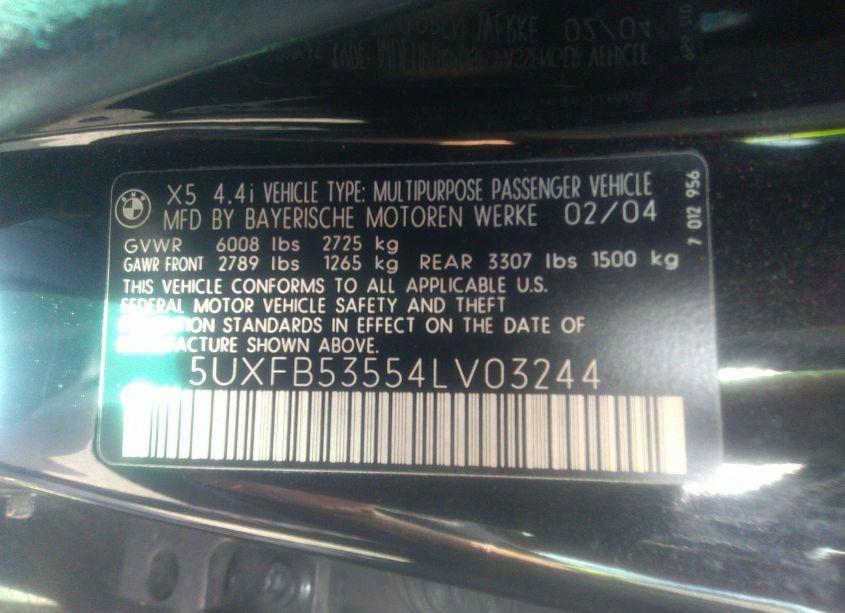 X5 4.4i VEHICLE TYPE: MULTIPURPOSE PASSENGER VEHICLE
MFD BY BAYERISCHE MOTOREN WERKE 02/04
GVWR 6008 lbs 2725 kg
GAWR FRONT 2789 lbs 1265 kg REAR 3307 lbs 1500 kg
THIS VEHICLE CONFORMS TO ALL APPLICABLE U.S.
FEDERAL MOTOR VEHICLE SAFETY AND THEFT
STANDARDS IN EFFECT ON THE DATE OF
SHOWN ABOVE.
5UXFB53554LV03244
7 012 956